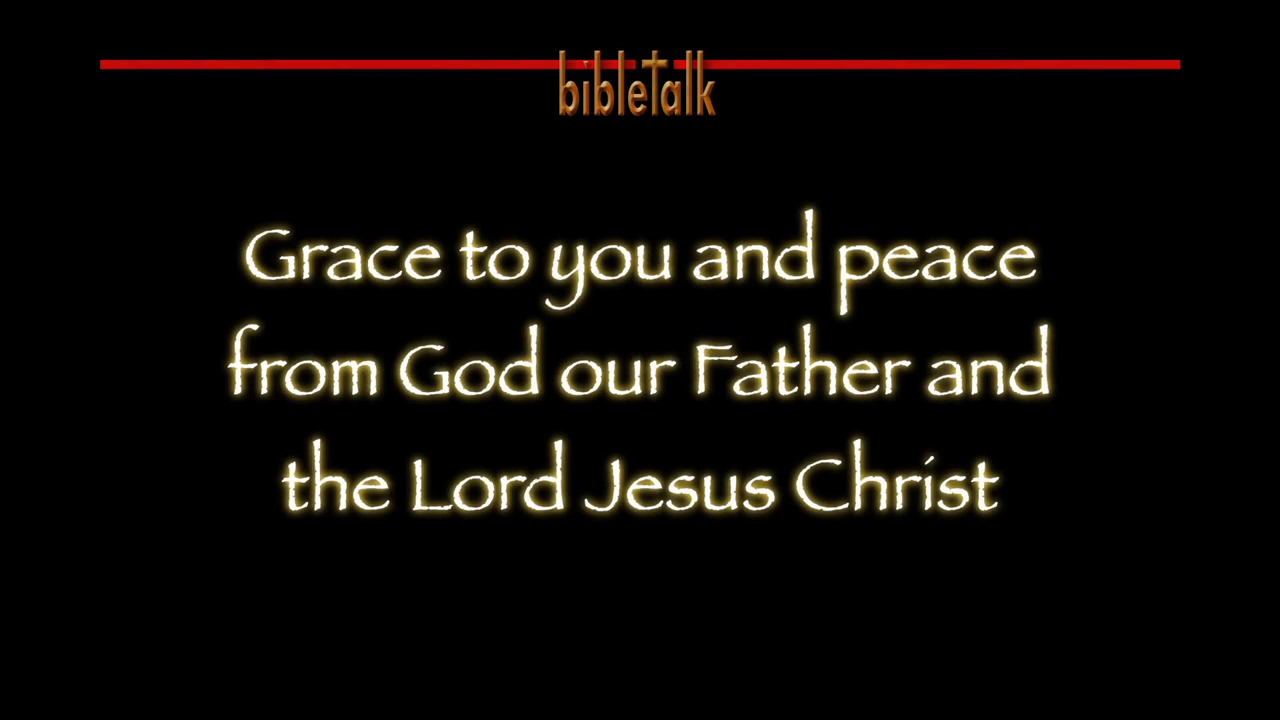 bibletalk
Grace to you and peace
from God our Father and
the Lord Jesus Christ